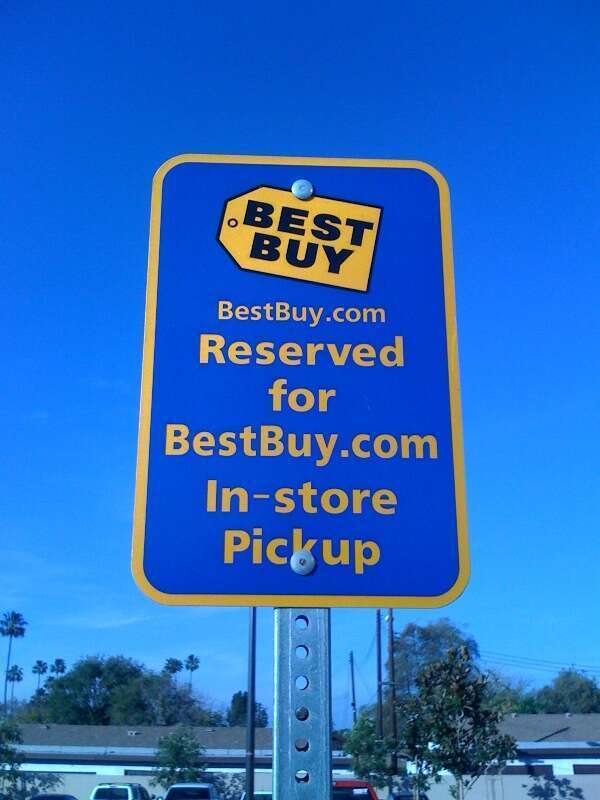 BEST
BUY
BestBuy.com
Reserved
for
BestBuy.com
In-store
Pickup